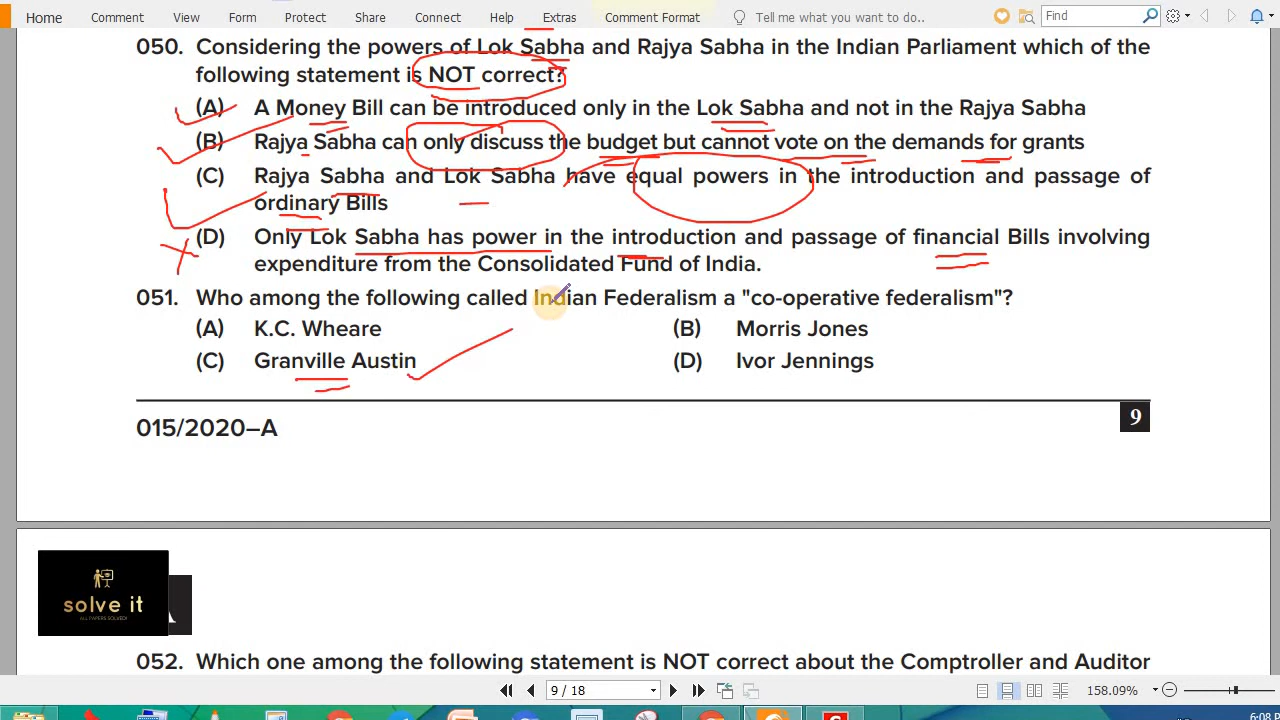 Home Comment View Form Protect Share Connect Help Extras Comment Format Tell me what you want to do.. Find
050. Considering the powers of Lok Sabha and Rajya Sabha in the Indian Parliament which of the
following statement is NOT correct?
(A) A Money Bill can be introduced only in the Lok Sabha and not in the Rajya Sabha
(B) Rajya Sabha can only discuss the budget but cannot vote on the demands for grants
(C) Rajya Sabha and Lok Sabha have equal powers in the introduction and passage of
ordinary Bills
(D) Only Lok Sabha has power in the introduction and passage of financial Bills involving
expenditure from the Consolidated Fund of India.
051. Who among the following called Indian Federalism a "co-operative federalism"?
(A) K.C. Wheare (B) Morris Jones
(C) Granville Austin (D) Ivor Jennings
015/2020–A 9
solve it
ALL PAPERS SOLVED!
052. Which one among the following statement is NOT correct about the Comptroller and Auditor
9 / 18 158.09%